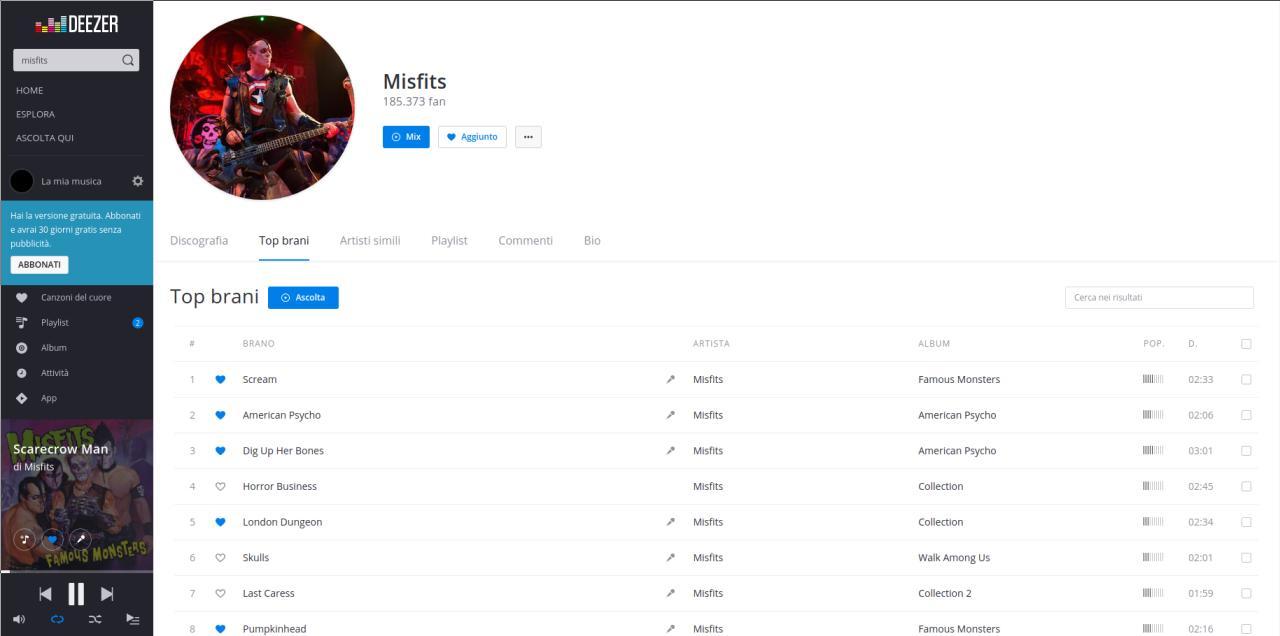 DEEZER
misfits
HOME
ESPLORA
ASCOLTA QUI
La mia musica
Hai la versione gratuita. Abbonati
e avrai 30 giorni gratis senza
pubblicità.
ABBONATI
Canzoni del cuore
Playlist 2
Album
Attività
App
MISFITS
Scarecrow Man
di Misfits
FAMOUS MONSTERS
Misfits
185.373 fan
Mix Aggiunto ···
Discografia Top brani Artisti simili Playlist Commenti Bio
Top brani Ascolta Cerca nei risultati
# BRANO ARTISTA ALBUM POP. D.
1 Scream Misfits Famous Monsters 02:33
2 American Psycho Misfits American Psycho 02:06
3 Dig Up Her Bones Misfits American Psycho 03:01
4 Horror Business Misfits Collection 02:45
5 London Dungeon Misfits Collection 02:34
6 Skulls Misfits Walk Among Us 02:01
7 Last Caress Misfits Collection 2 01:59
8 Pumpkinhead Misfits Famous Monsters 02:16